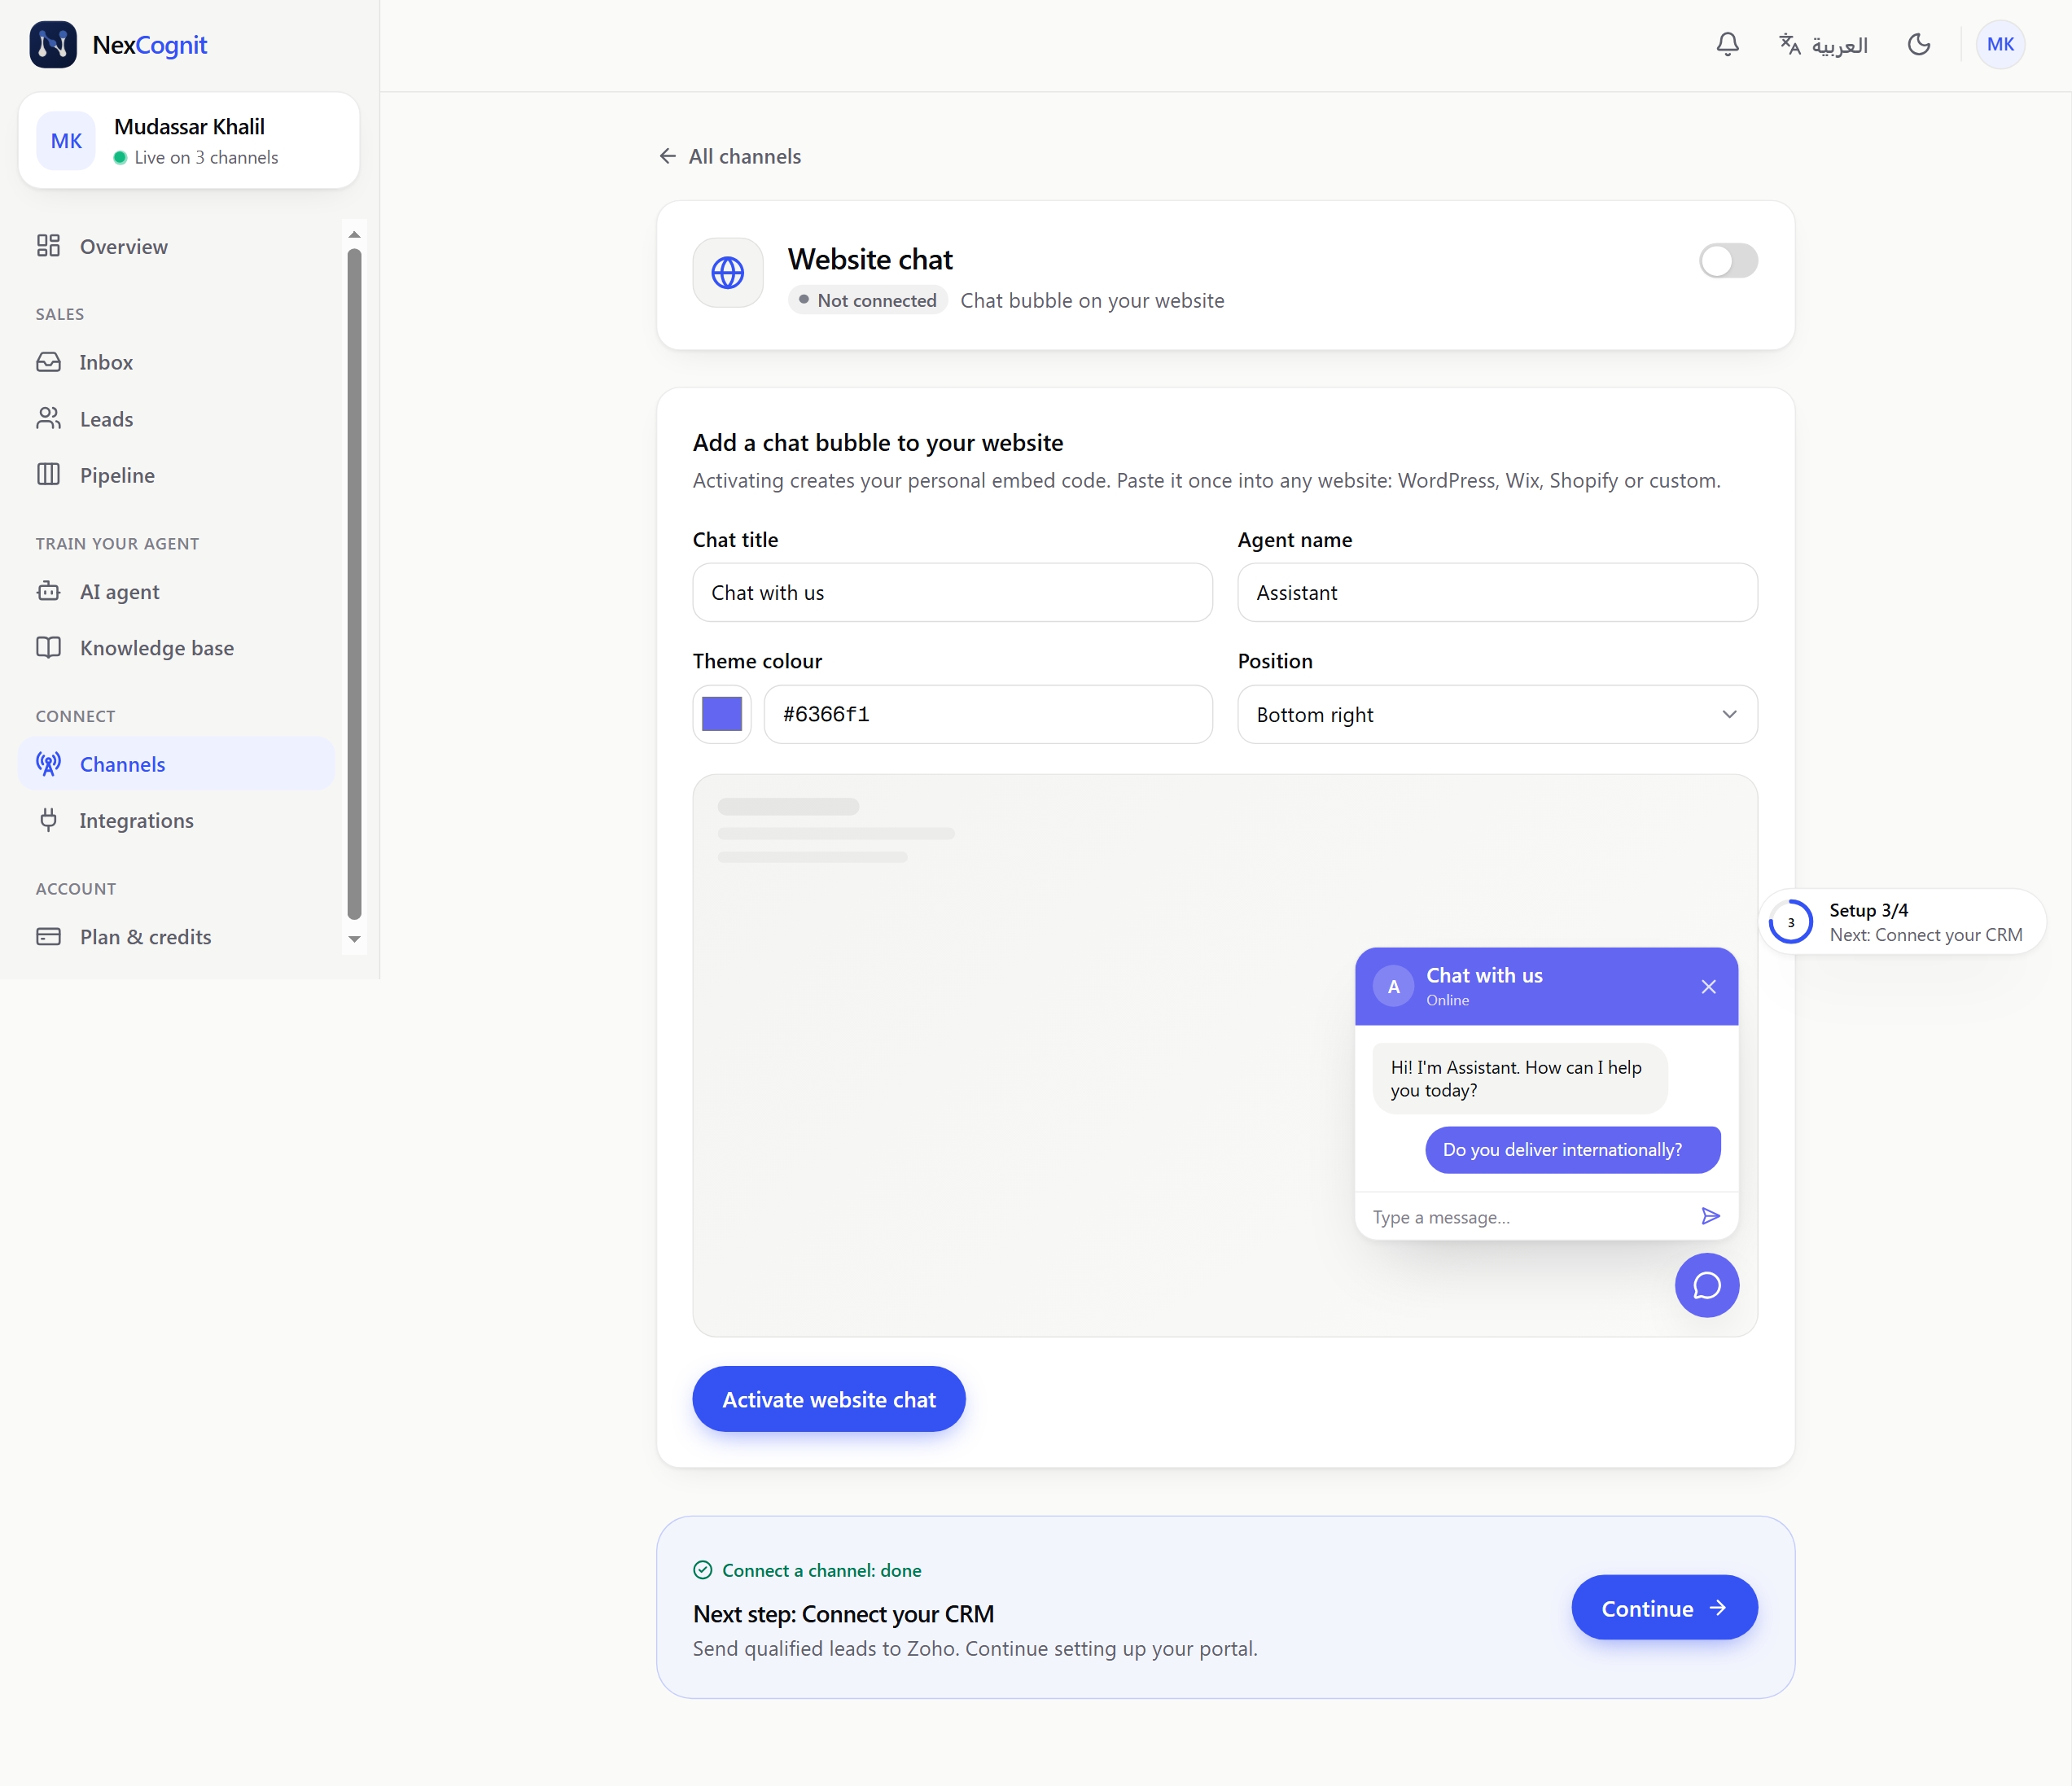 NexCognit
العربية
MK
MK
Mudassar Khalil
Live on 3 channels
Overview
SALES
Inbox
Leads
Pipeline
TRAIN YOUR AGENT
AI agent
Knowledge base
CONNECT
Channels
Integrations
ACCOUNT
Plan & credits
All channels
Website chat
Not connected
Chat bubble on your website
Add a chat bubble to your website
Activating creates your personal embed code. Paste it once into any website: WordPress, Wix, Shopify or custom.
Chat title
Agent name
Chat with us
Assistant
Theme colour
Position
#6366f1
Bottom right
3
Setup 3/4
Next: Connect your CRM
A
Chat with us
Online
Hi! I'm Assistant. How can I help
you today?
Do you deliver internationally?
Type a message...
Activate website chat
Connect a channel: done
Next step: Connect your CRM
Send qualified leads to Zoho. Continue setting up your portal.
Continue